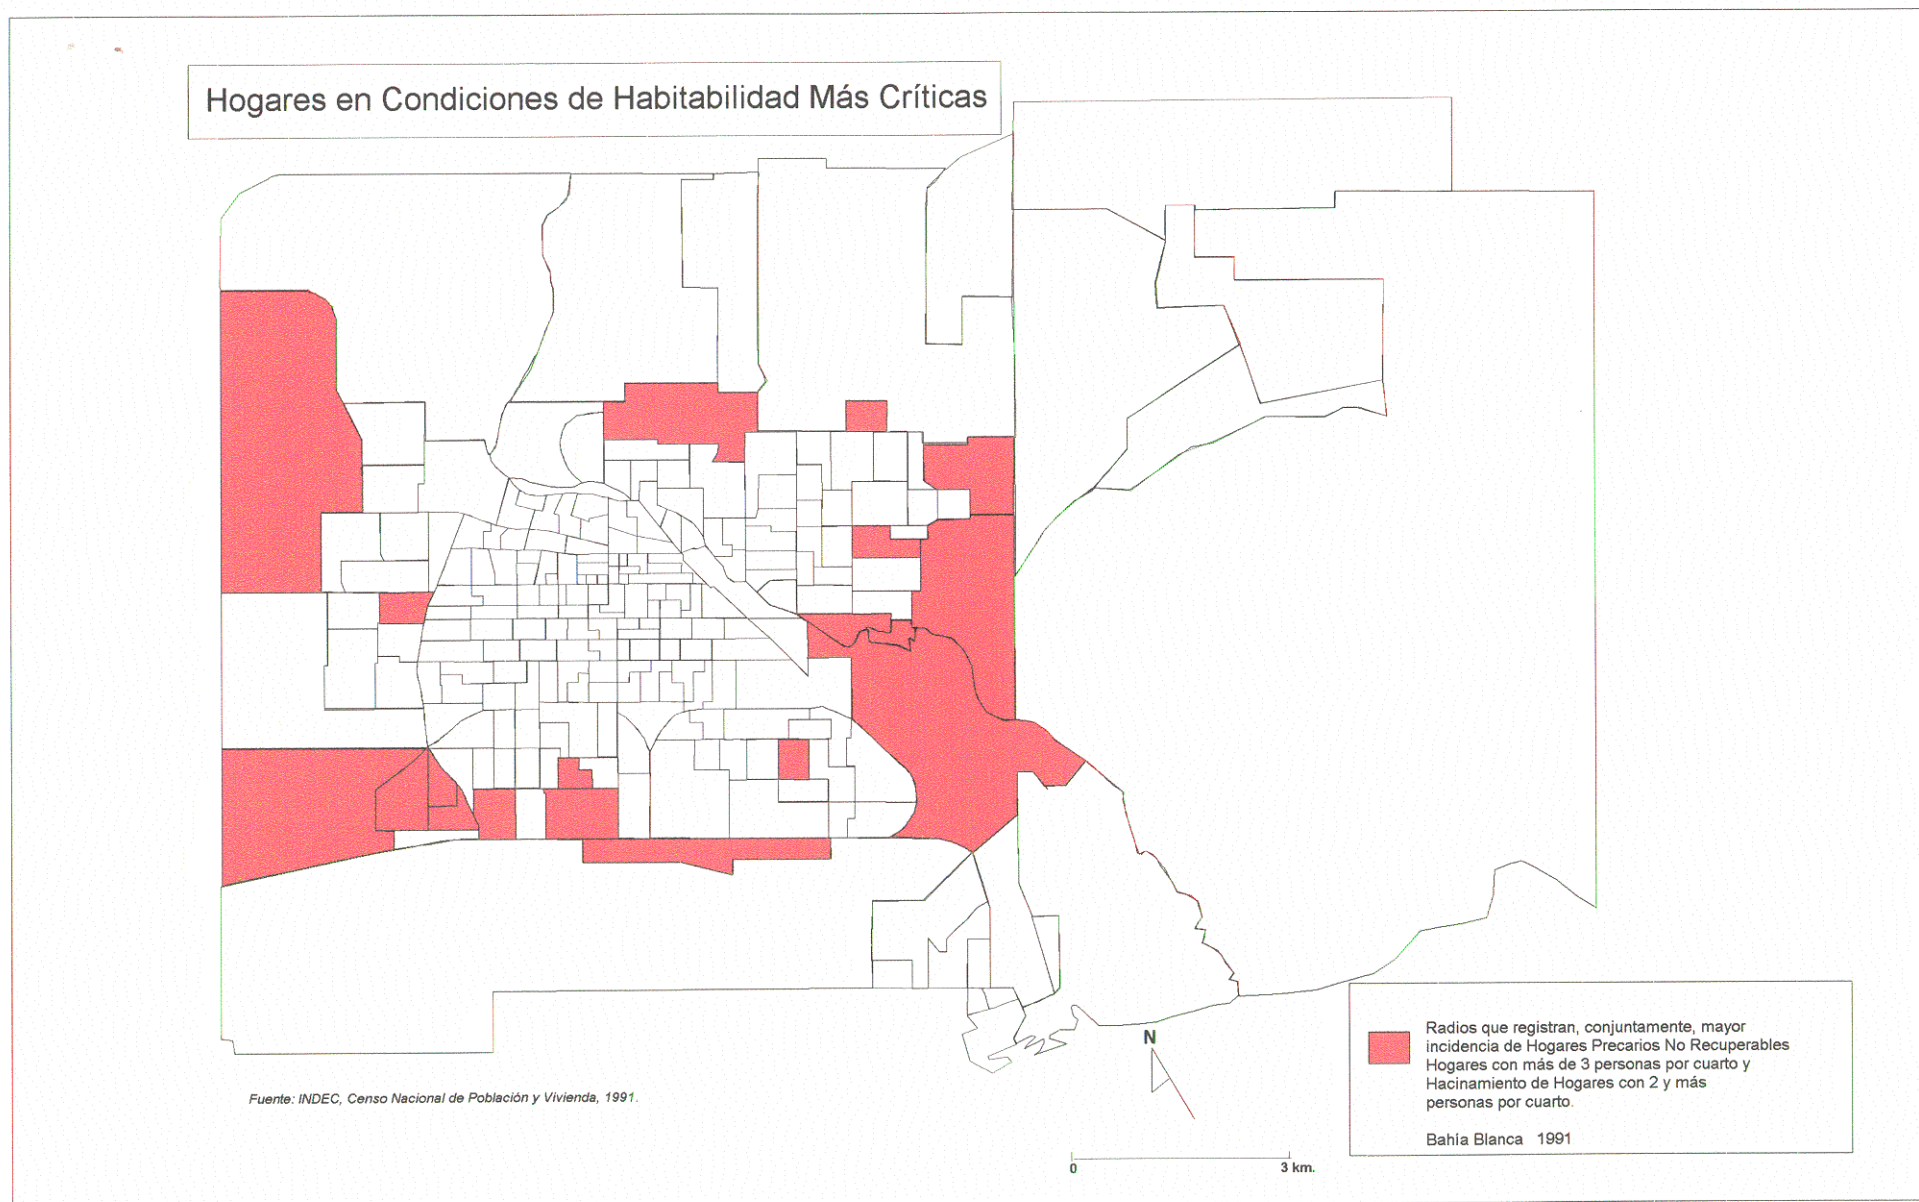 Hogares en Condiciones de Habitabilidad Más Críticas
Radios que registran, conjuntamente, mayor
incidencia de Hogares Precarios No Recuperables
Hogares con más de 3 personas por cuarto y
Hacinamiento de Hogares con 2 y más
personas por cuarto.
Bahía Blanca 1991
N
Fuente: INDEC, Censo Nacional de Población y Vivienda, 1991.
0 3 km.